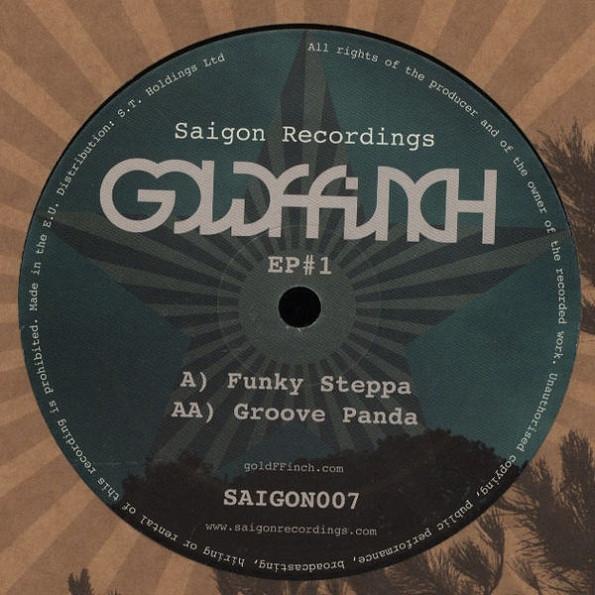 Saigon Recordings
GOLDFFiNCH
EP#1
A) Funky Steppa
AA) Groove Panda
goldFFinch.com
SAIGON007
www.saigonrecordings.com
All rights of the producer and of the owner of the recorded work. Unauthorised copying, public performance, broadcasting, hiring or rental of this recording is prohibited. Made in the E.U. Distribution: S.T. Holdings Ltd